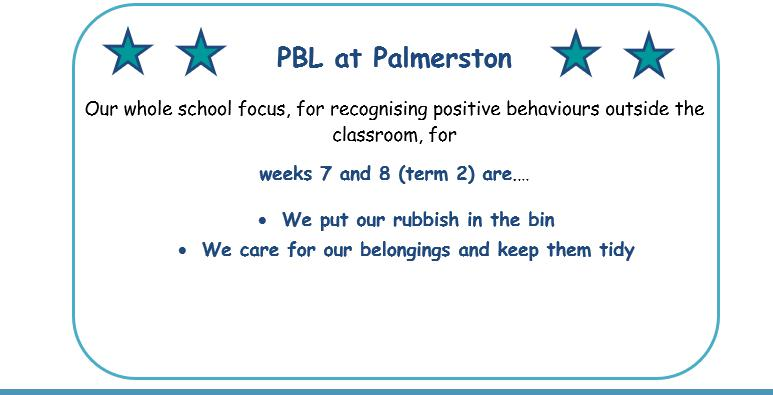 PBL at Palmerston
Our whole school focus, for recognising positive behaviours outside the
classroom, for
weeks 7 and 8 (term 2) are....
• We put our rubbish in the bin
• We care for our belongings and keep them tidy